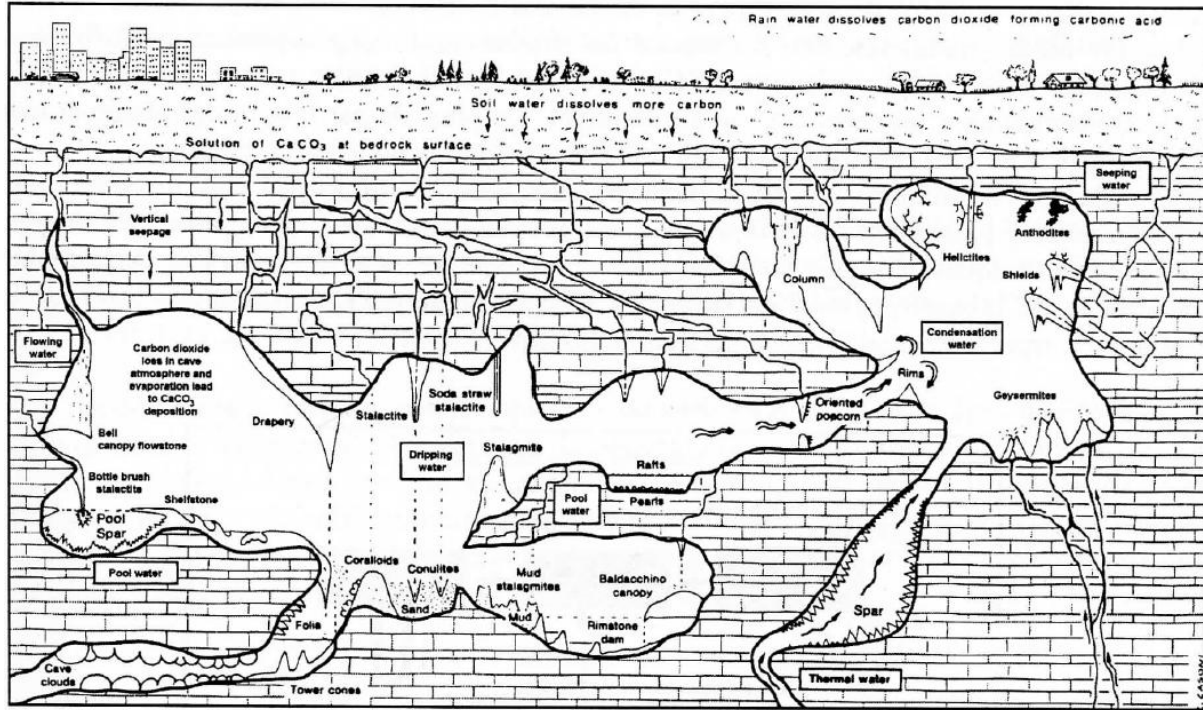 Rain water dissolves carbon dioxide forming carbonic acid
Soil water dissolves more carbon
Solution of CaCO₃ at bedrock surface
Seeping
water
Vertical
seepage
Anthodites
Helictites
Shields
Column
Flowing
water
Carbon dioxide
loss in cave
atmosphere and
evaporation lead
to CaCO₃
deposition
Condensation
water
Rims
Soda straw
stalactite
Stalactite
Oriented
popcorn
Geysermites
Drapery
Bell
canopy flowstone
Stalagmite
Dripping
water
Rafts
Bottle brush
stalactite
Shelfstone
Pool
water
Pearls
Pool
Spar
Pool water
Coralloids
Conulites
Mud
stalagmites
Baldacchino
canopy
Sand
Mud
Folia
Rimstone
dam
Spar
Cave
clouds
Tower cones
Thermal water